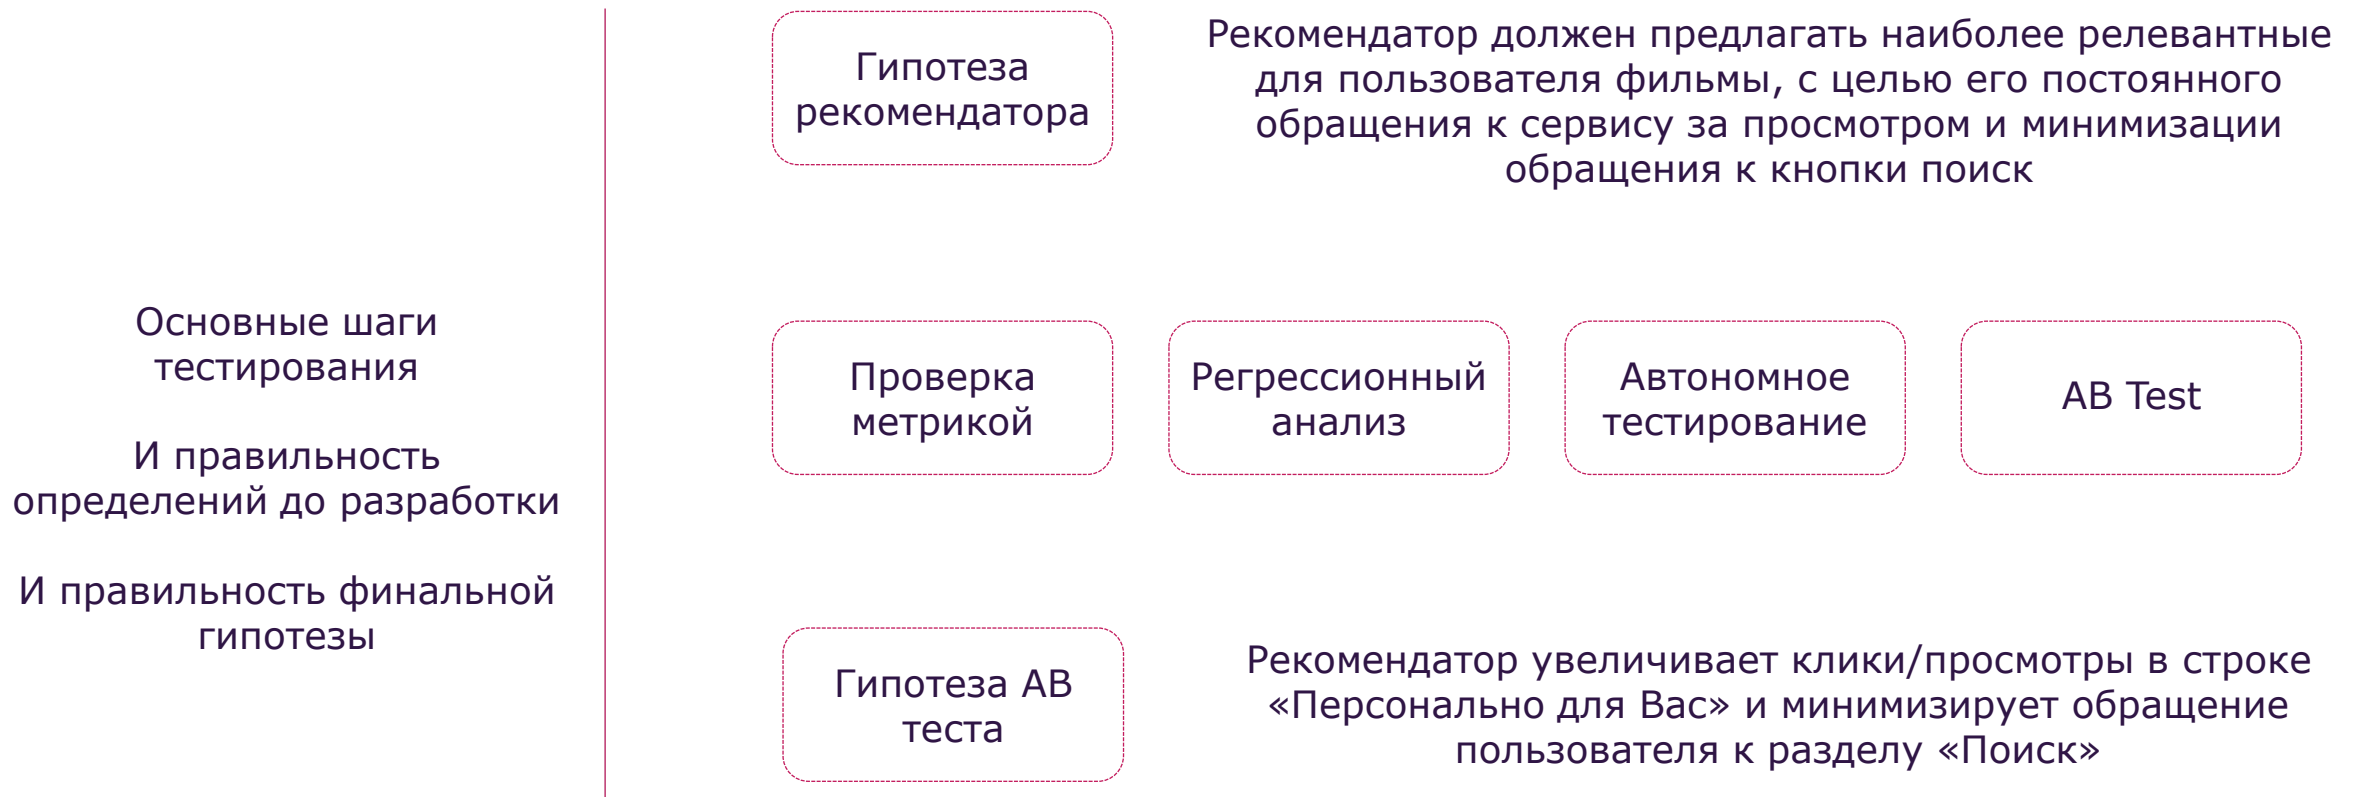 Основные шаги
тестирования
И правильность
определений до разработки
И правильность финальной
гипотезы
Гипотеза
рекомендатора
Рекомендатор должен предлагать наиболее релевантные
для пользователя фильмы, с целью его постоянного
обращения к сервису за просмотром и минимизации
обращения к кнопки поиск
Проверка
метрикой
Регрессионный
анализ
Автономное
тестирование
AB Test
Гипотеза АВ
теста
Рекомендатор увеличивает клики/просмотры в строке
«Персонально для Вас» и минимизирует обращение
пользователя к разделу «Поиск»